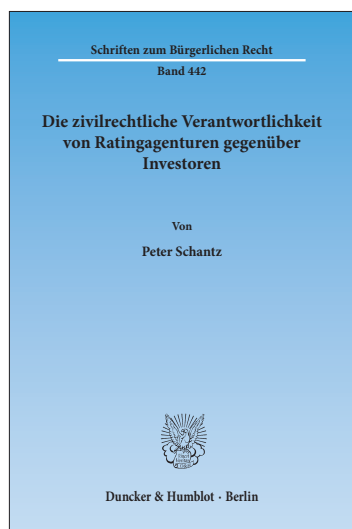 Schriften zum Bürgerlichen Recht
Band 442
Die zivilrechtliche Verantwortlichkeit
von Ratingagenturen gegenüber
Investoren
Von
Peter Schantz
Duncker & Humblot · Berlin